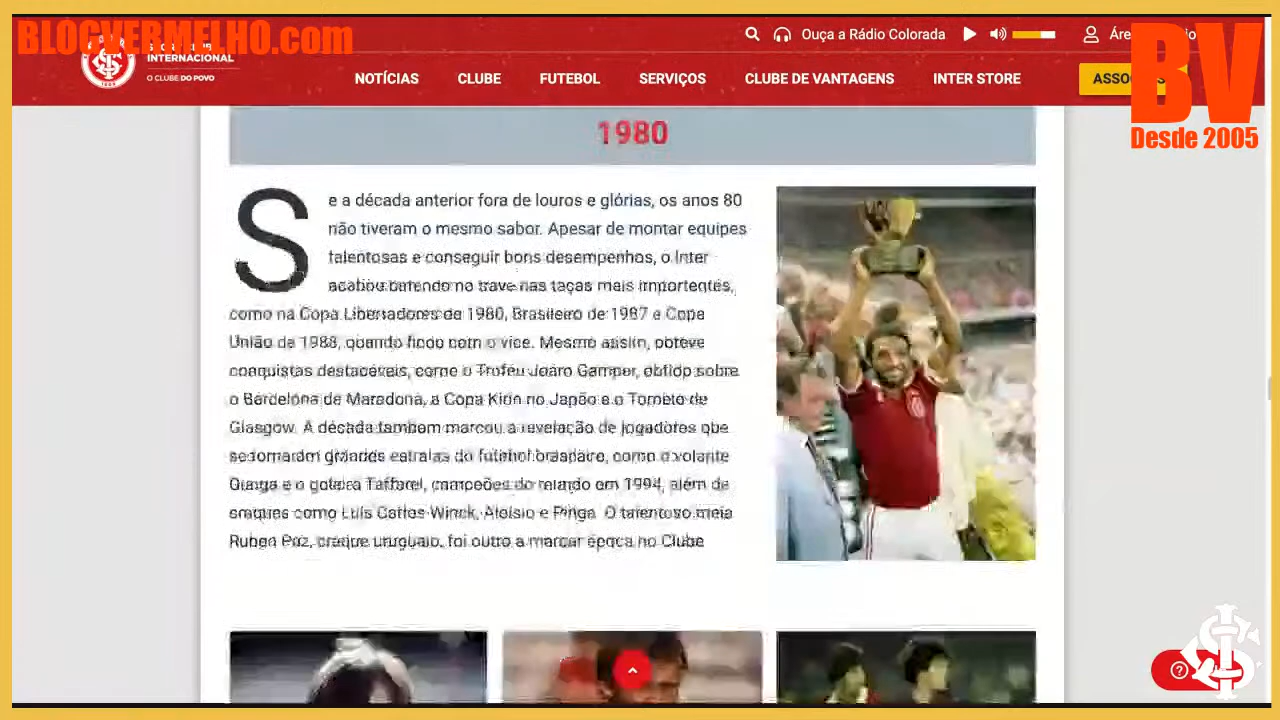 BLOGVERMELHO.com
INTERNACIONAL
O CLUBE DO POVO
Ouça a Rádio Colorada
NOTÍCIAS CLUBE FUTEBOL SERVIÇOS CLUBE DE VANTAGENS INTER STORE
BV
Desde 2005
1980
Se a década anterior fora de louros e glórias, os anos 80
não tiveram o mesmo sabor. Apesar de montar equipes
talentosas e conseguir bons desempenhos, o Inter
acabou batendo na trave nas taças mais importantes,
como na Copa Libertadores de 1980, Brasileiro de 1987 e Copa
União de 1988, quando ficou com o vice. Mesmo assim, obteve
conquistas destacáveis, como o Troféu Joan Gamper, obtido sobre
o Barcelona de Maradona, a Copa Kirin no Japão e o Torneio de
Glasgow. A década também marcou a revelação de jogadores que
se tornaram grandes estrelas do futebol brasileiro, como o volante
Dunga e o goleiro Taffarel, campeões do mundo em 1994, além de
craques como Luis Carlos Winck, Aloísio e Pinga. O talentoso meia
Ruben Paz, craque uruguaio, foi outro a marcar época no Clube